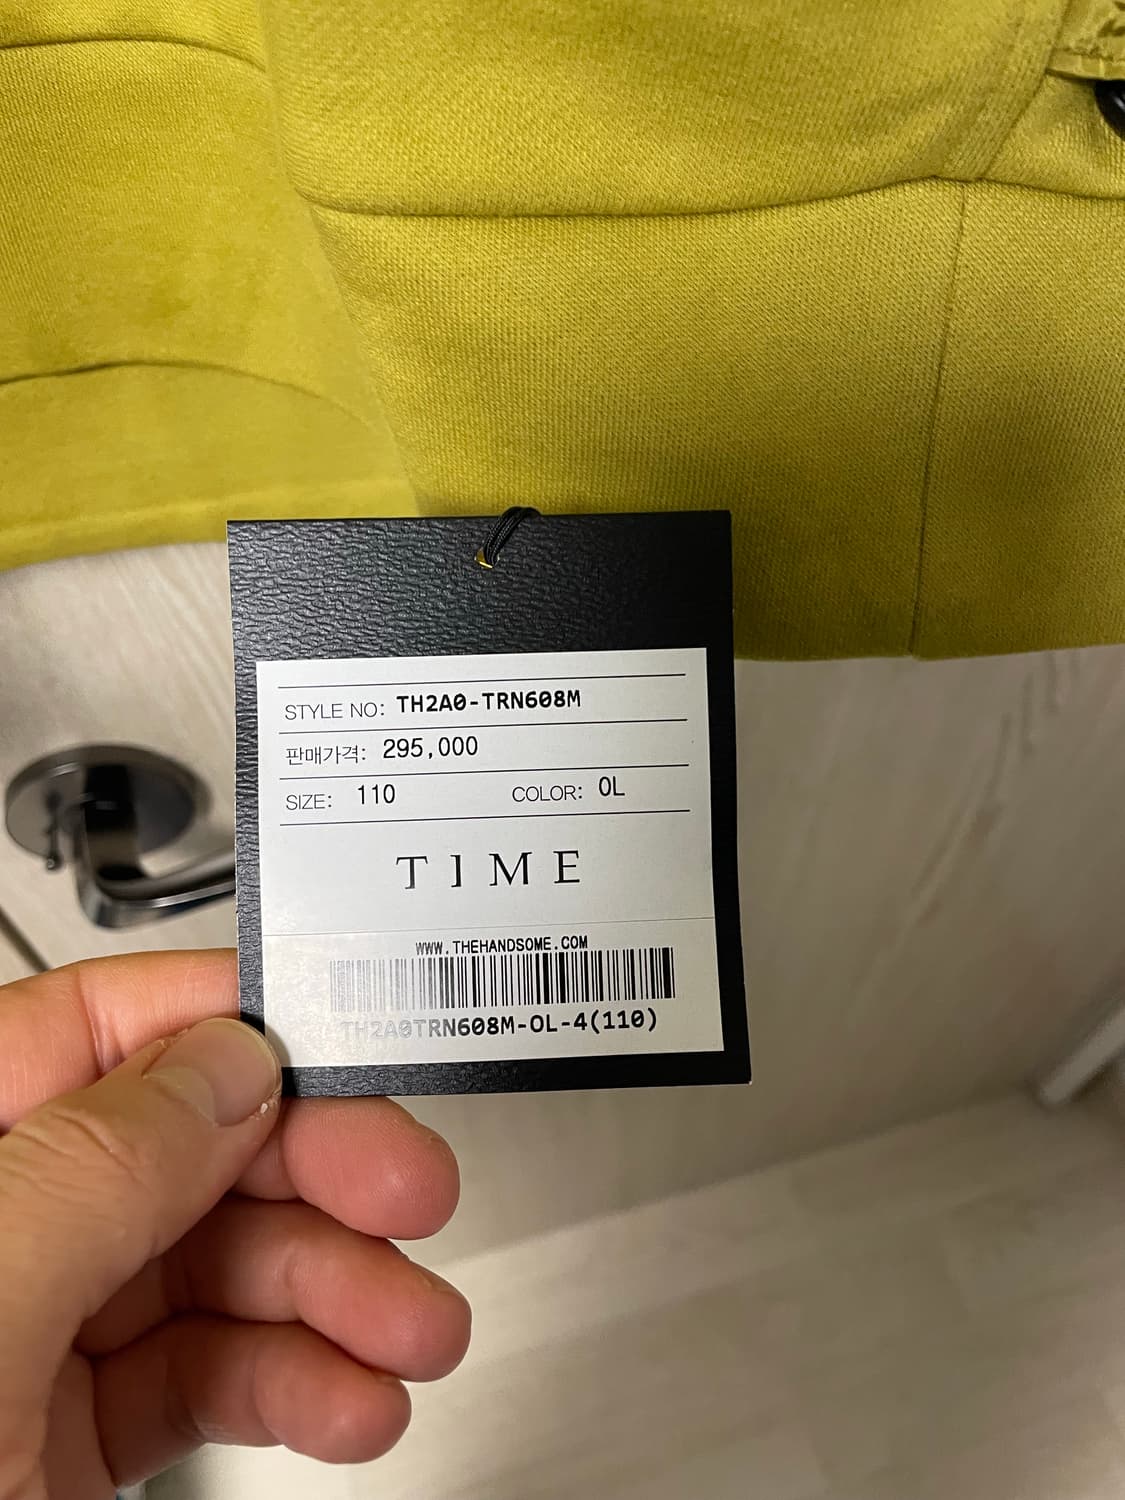 STYLE NO: TH2A0-TRN608M
판매가격: 295,000
SIZE: 110 COLOR: OL
TIME
WWW.THEHANDSOME.COM
TH2A0TRN608M-OL-4(110)